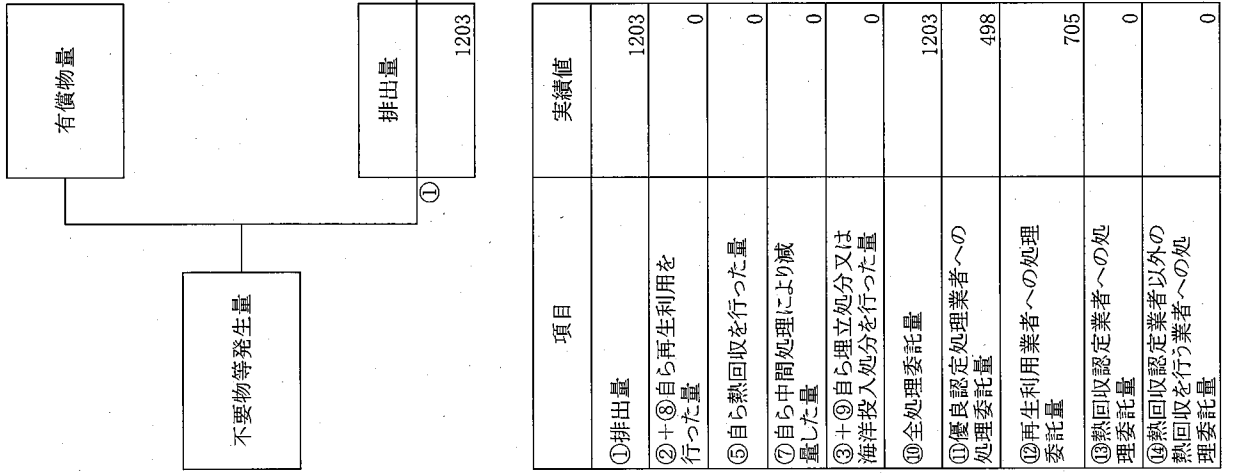 不要物等発生量
有償物量
①
排出量
1203
項目
実績値
①排出量
1203
②+⑧自ら再生利用を
行った量
0
⑤自ら熱回収を行った量
0
⑦自ら中間処理により減
量した量
0
③+⑨自ら埋立処分又は
海洋投入処分を行った量
0
⑩全処理委託量
1203
⑪優良認定処理業者への
処理委託量
498
⑫再生利用業者への処理
委託量
705
⑬熱回収認定業者への処
理委託量
0
⑭熱回収認定業者以外の
熱回収を行う業者への処
理委託量
0